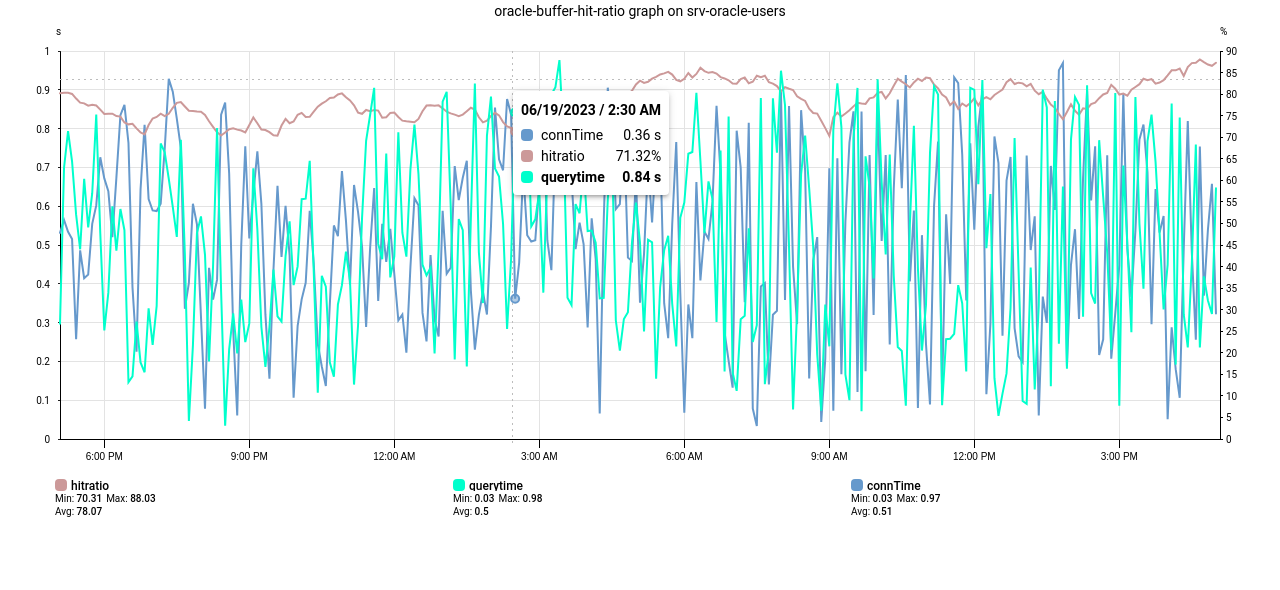 oracle-buffer-hit-ratio graph on srv-oracle-users
s
%
1
0.9
0.8
0.7
0.6
0.5
0.4
0.3
0.2
0.1
0
90
85
80
75
70
65
60
55
50
45
40
35
30
25
20
15
10
5
0
06/19/2023 / 2:30 AM
connTime 0.36 s
hitratio 71.32%
querytime 0.84 s
6:00 PM 9:00 PM 12:00 AM 3:00 AM 6:00 AM 9:00 AM 12:00 PM 3:00 PM
hitratio
Min: 70.31 Max: 88.03
Avg: 78.07
querytime
Min: 0.03 Max: 0.98
Avg: 0.5
connTime
Min: 0.03 Max: 0.97
Avg: 0.51